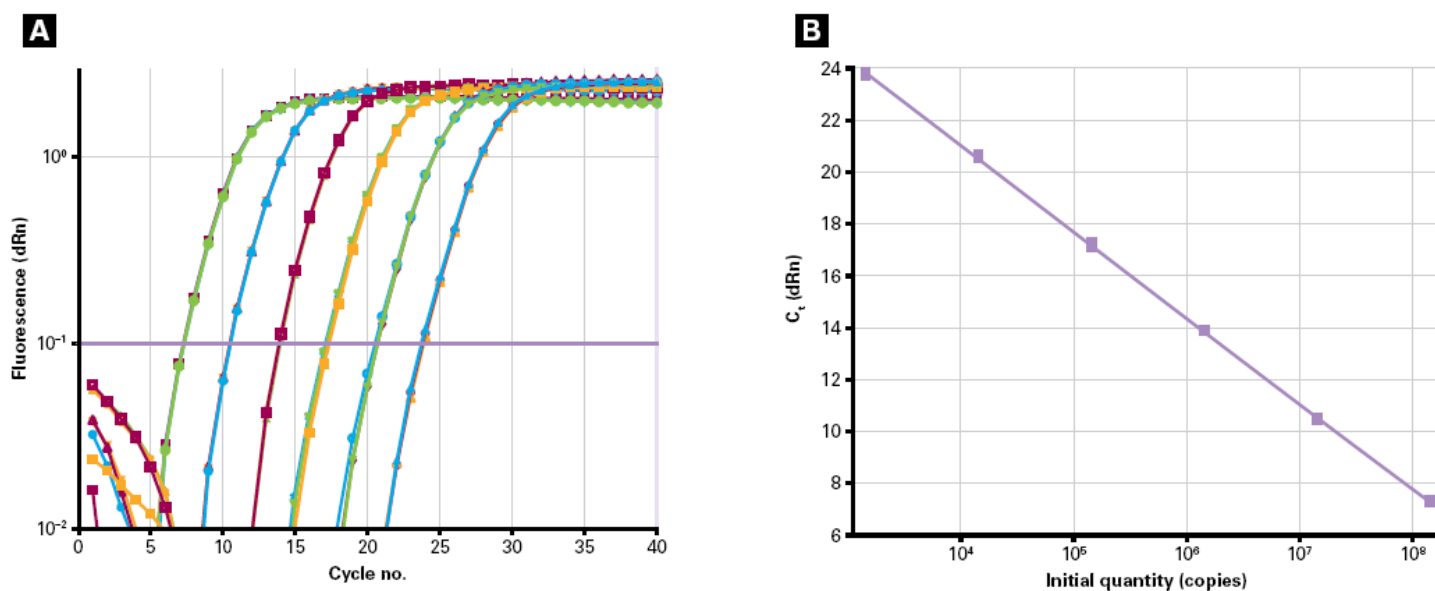 A
Fluorescence (dRn)
10⁰
10⁻¹
10⁻²
0 5 10 15 20 25 30 35 40
Cycle no.
B
Cₜ (dRn)
24
22
20
18
16
14
12
10
8
6
10⁴ 10⁵ 10⁶ 10⁷ 10⁸
Initial quantity (copies)